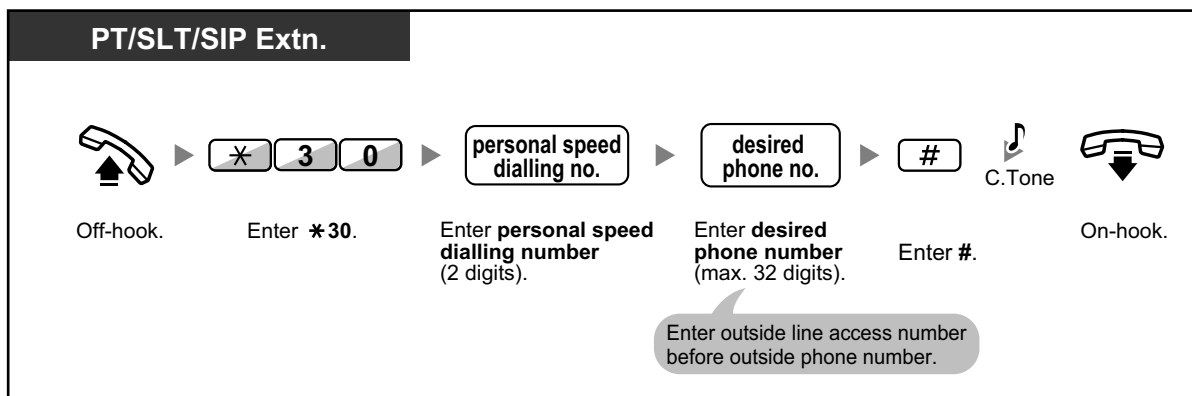 PT/SLT/SIP Extn.
✳ 3 0
personal speed
dialling no.
desired
phone no.
#
C.Tone
Off-hook.
Enter ✳30.
Enter personal speed
dialling number
(2 digits).
Enter desired
phone number
(max. 32 digits).
Enter #.
On-hook.
Enter outside line access number
before outside phone number.